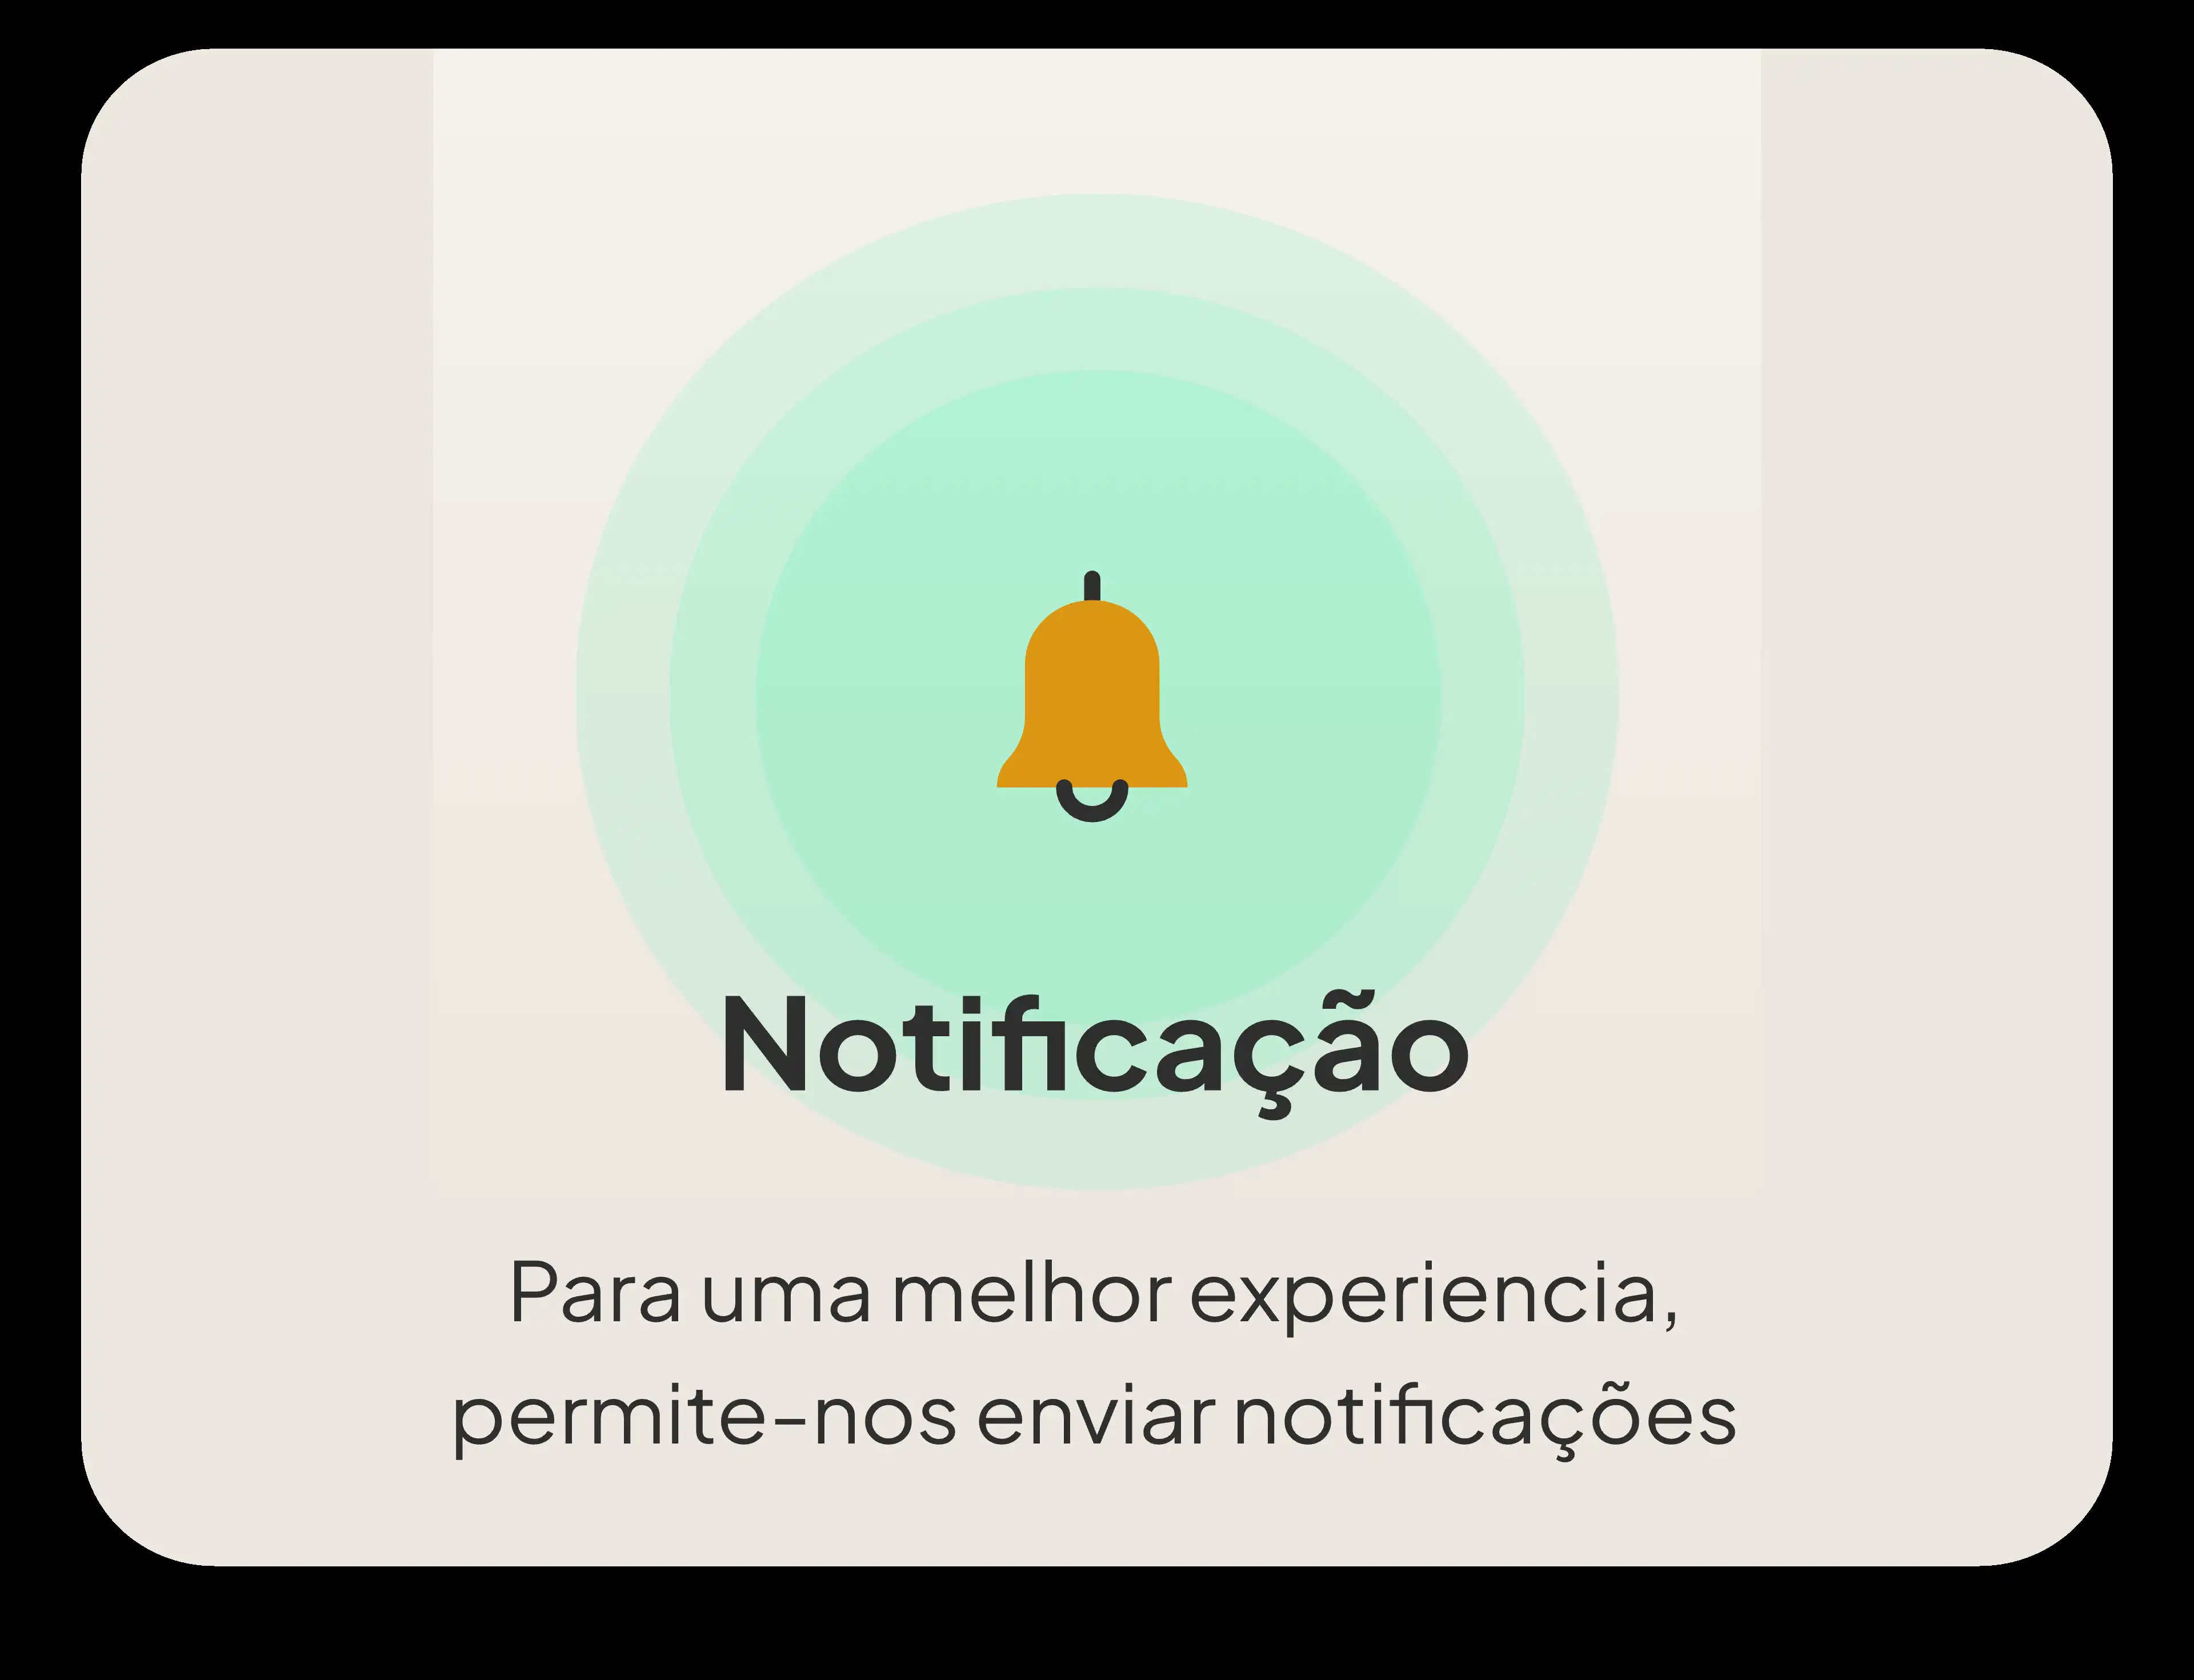 Notificação
Para uma melhor experiencia,
permite-nos enviar notificações